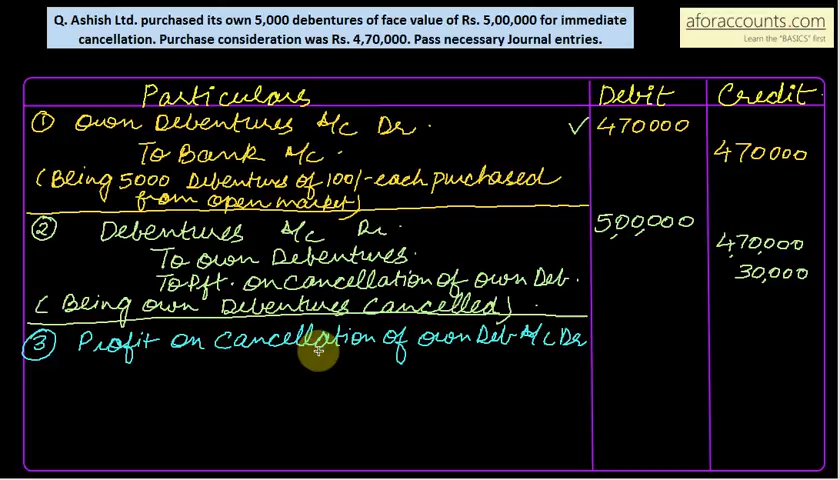 Q. Ashish Ltd. purchased its own 5,000 debentures of face value of Rs. 5,00,000 for immediate
cancellation. Purchase consideration was Rs. 4,70,000. Pass necessary Journal entries.
aforaccounts.com
Learn the "BASICS" first
Particulars Debit Credit
① Own Debentures A/c Dr. ✓ 470000
To Bank A/c. 470000
(Being 5000 Debenture of 100/- each purchased
from open market)
② Debentures A/c Dr. 500,000
To own Debentures. 470,000
To Pft. on Cancellation of own Deb. 30,000
(Being own Debentures Cancelled).
③ Profit on Cancellation of own Deb A/c Dr